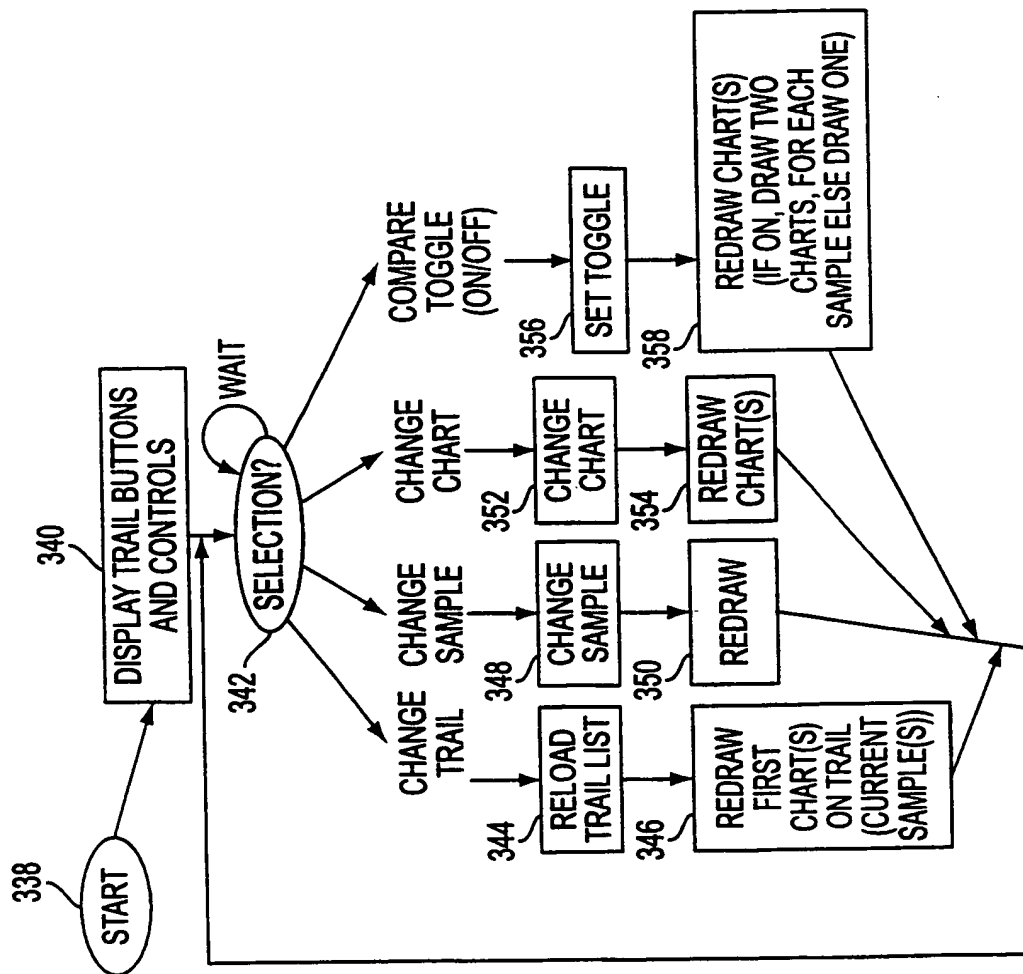 338
START
340
DISPLAY TRAIL BUTTONS
AND CONTROLS
342
SELECTION?
WAIT
CHANGE
TRAIL
344
RELOAD
TRAIL LIST
346
REDRAW
FIRST
CHART(S)
ON TRAIL
(CURRENT
SAMPLE(S))
CHANGE
SAMPLE
348
CHANGE
SAMPLE
350
REDRAW
CHANGE
CHART
352
CHANGE
CHART
354
REDRAW
CHART(S)
COMPARE
TOGGLE
(ON/OFF)
356
SET TOGGLE
358
REDRAW CHART(S)
(IF ON, DRAW TWO
CHARTS, FOR EACH
SAMPLE ELSE DRAW ONE)